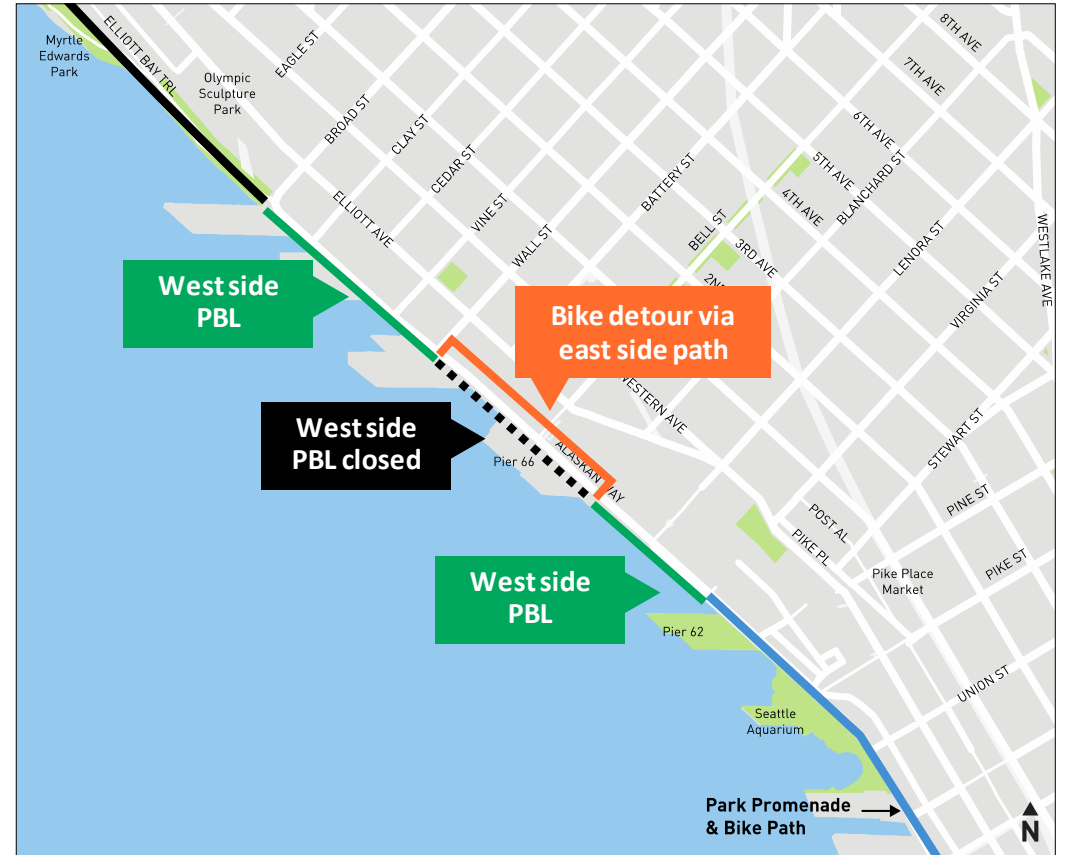 Myrtle
Edwards
Park
ELLIOTT BAY TRL
Olympic
Sculpture
Park
EAGLE ST
BROAD ST
CLAY ST
CEDAR ST
ELLIOTT AVE
VINE ST
WALL ST
BATTERY ST
BELL ST
8TH AVE
7TH AVE
6TH AVE
5TH AVE
4TH AVE
3RD AVE
BLANCHARD ST
LENORA ST
VIRGINIA ST
WESTLAKE AVE
West side
PBL
Bike detour via
east side path
West side
PBL closed
Pier 66
WESTERN AVE
ALASKAN WAY
STEWART ST
PINE ST
PIKE ST
POST AL
PIKE PL
Pike Place
Market
West side
PBL
Pier 62
UNION ST
Seattle
Aquarium
Park Promenade
& Bike Path
N